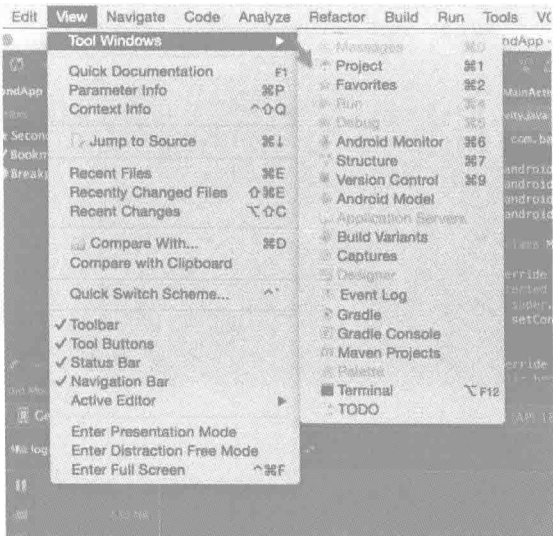 Edit View Navigate Code Analyze Refactor Build Run Tools
Tool Windows
Quick Documentation F1
Parameter Info ⌘P
Context Info ^⇧Q
Jump to Source ⌘↓
Recent Files ⌘E
Recently Changed Files ⇧⌘E
Recent Changes ⌥⇧C
Compare With... ⌘D
Compare with Clipboard
Quick Switch Scheme... ^`
✓ Toolbar
✓ Tool Buttons
✓ Status Bar
✓ Navigation Bar
Active Editor
Enter Presentation Mode
Enter Distraction Free Mode
Enter Full Screen ^⌘F
Messages ⌘0
Project ⌘1
Favorites ⌘2
Run ⌘4
Debug ⌘5
Android Monitor ⌘6
Structure ⌘7
Version Control ⌘9
Android Model
Application Servers
Build Variants
Captures
Designer
Event Log
Gradle
Gradle Console
Maven Projects
Palette
Terminal ⌥F12
TODO